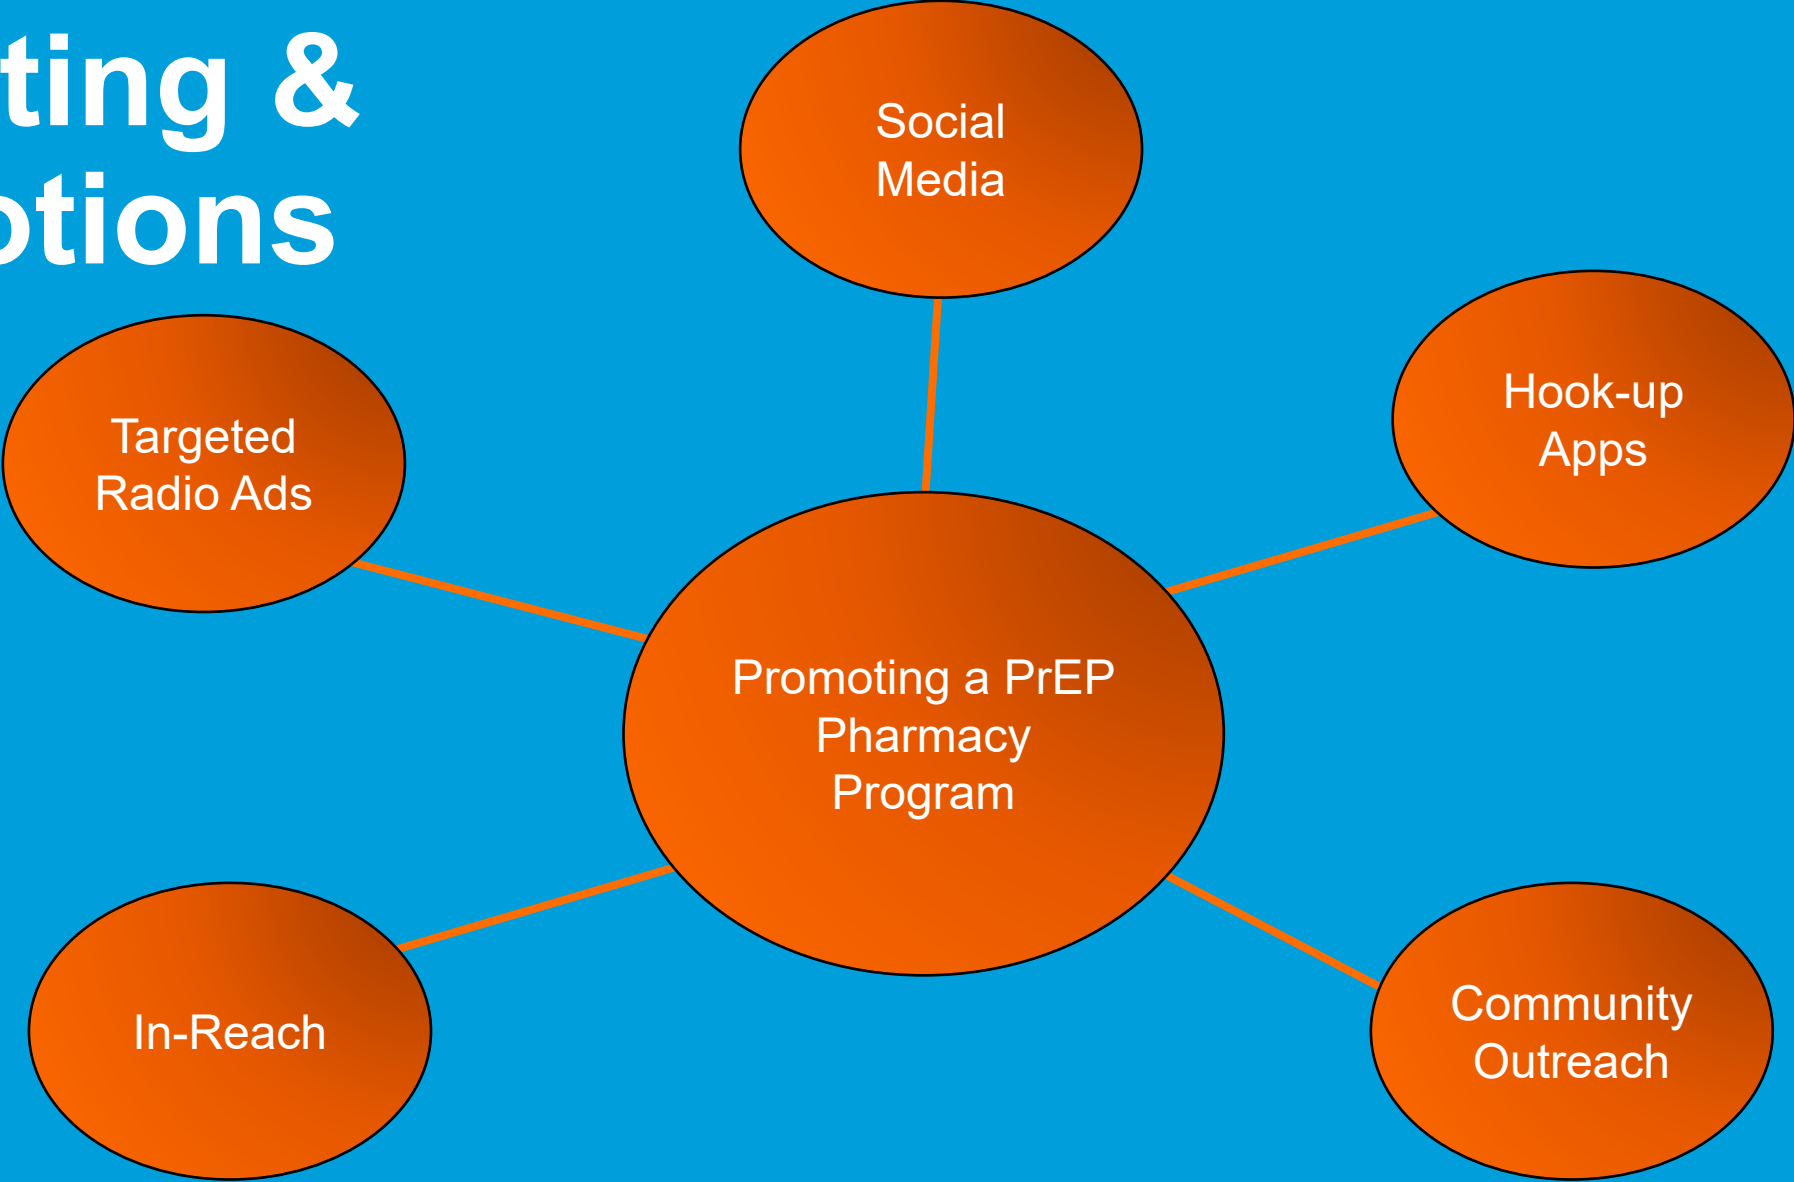 ting &
otions
Social
Media
Hook-up
Apps
Targeted
Radio Ads
Promoting a PrEP
Pharmacy
Program
In-Reach
Community
Outreach